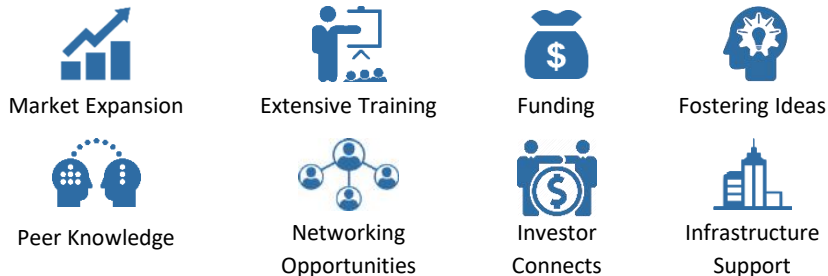 $
Market Expansion
Extensive Training
Funding
Fostering Ideas
$
Peer Knowledge
Networking
Opportunities
Investor
Connects
Infrastructure
Support